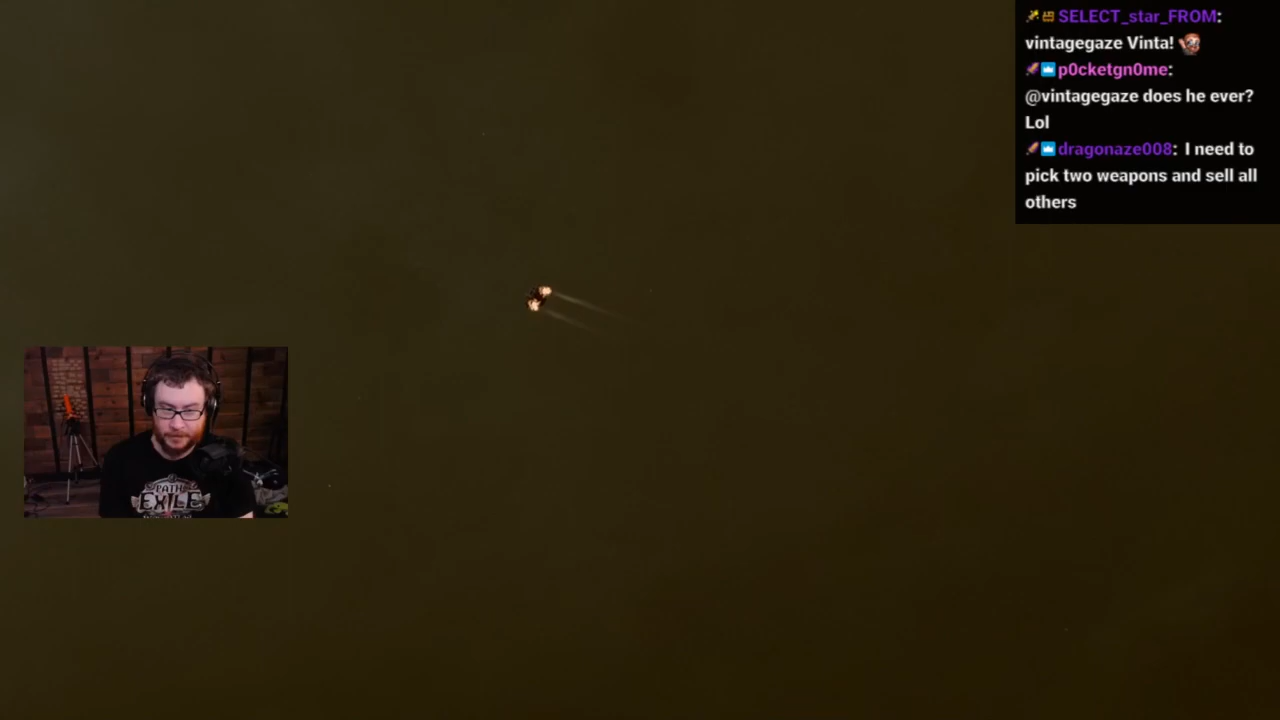 SELECT_star_FROM:
vintagegaze Vinta!
p0cketgn0me:
@vintagegaze does he ever?
Lol
dragonaze008: I need to
pick two weapons and sell all
others
PATH
EXILE